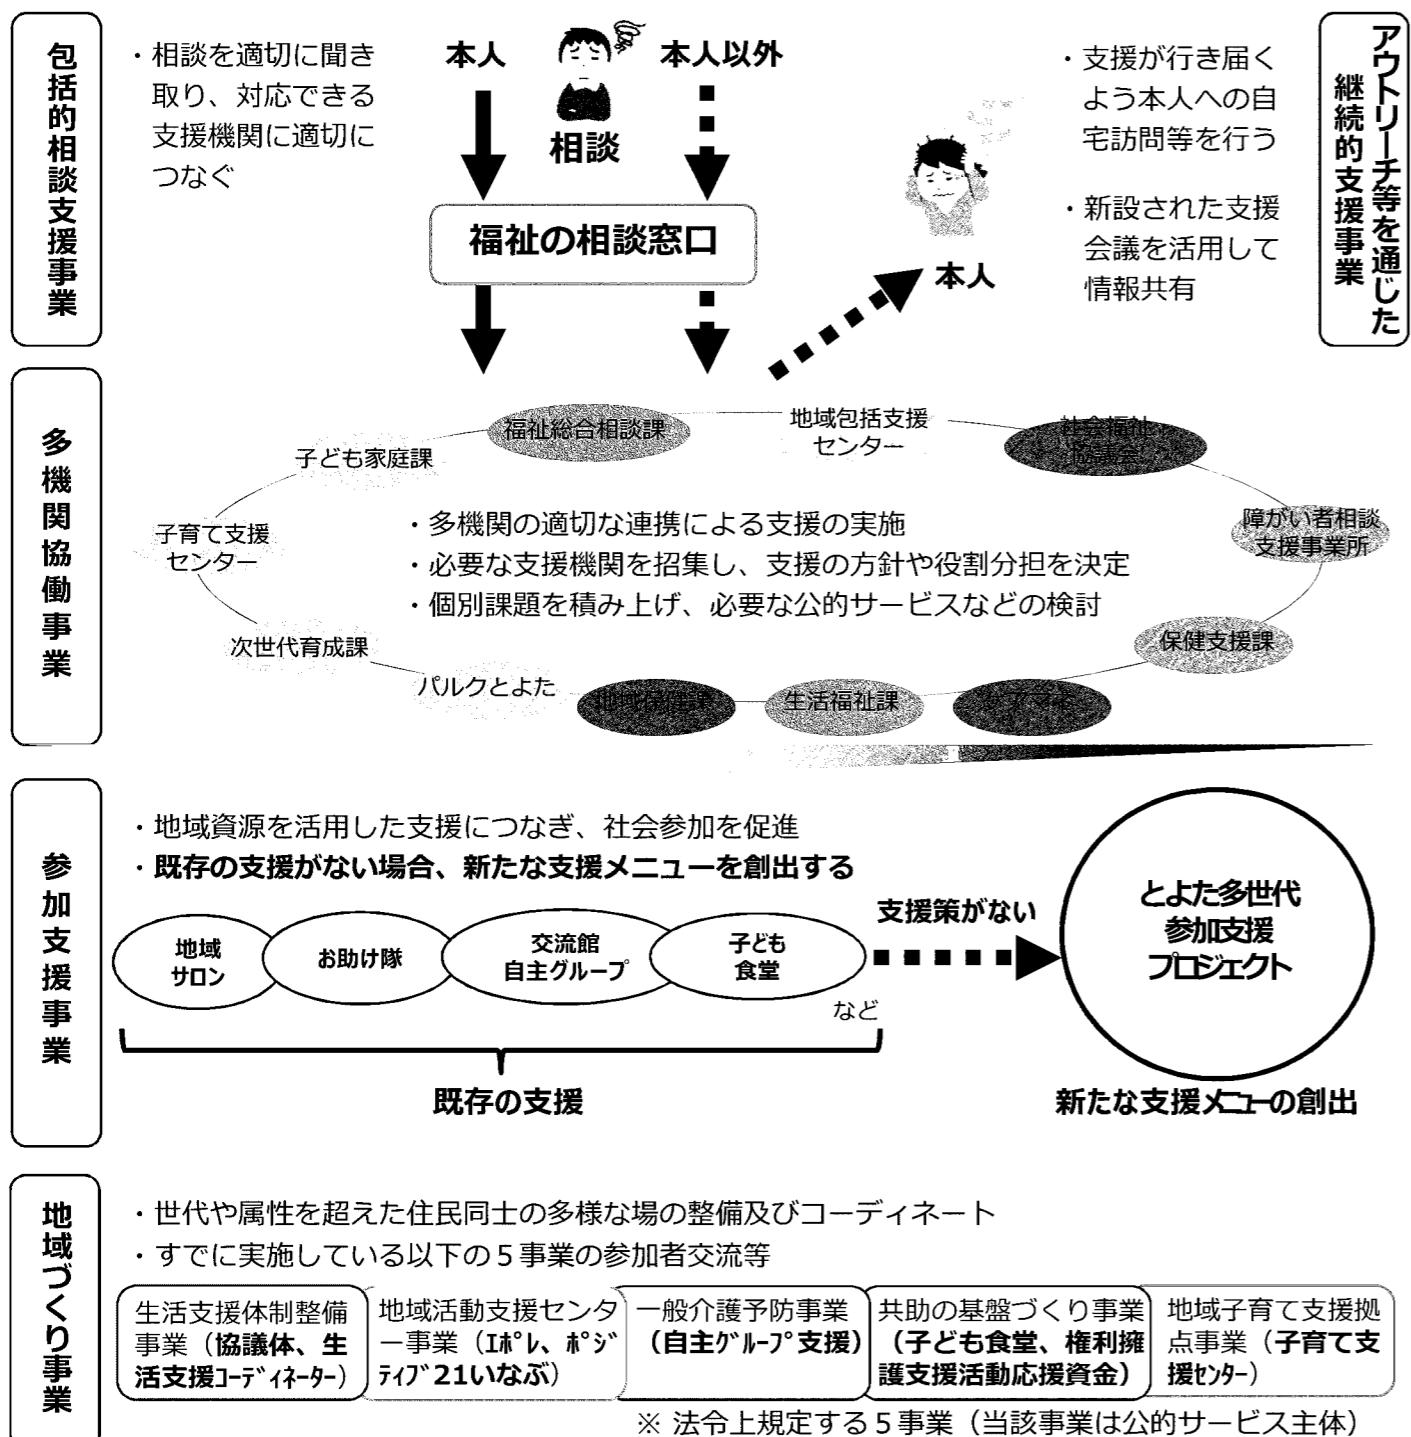 包括的相談支援事業
・相談を適切に聞き
取り、対応できる
支援機関に適切に
つなぐ
本人
本人以外
相談
福祉の相談窓口
本人
・支援が行き届く
よう本人への自
宅訪問等を行う
・新設された支援
会議を活用して
情報共有
アウトリーチ等を通じた
継続的支援事業
多機関協働事業
福祉総合相談課
地域包括支援
センター
社会福祉
協議会
子ども家庭課
子育て支援
センター
障がい者相談
支援事業所
・多機関の適切な連携による支援の実施
・必要な支援機関を招集し、支援の方針や役割分担を決定
・個別課題を積み上げ、必要な公的サービスなどの検討
次世代育成課
保健支援課
パルクとよた
地域保健課
生活福祉課
ケアマネ
参加支援事業
・地域資源を活用した支援につなぎ、社会参加を促進
・既存の支援がない場合、新たな支援メニューを創出する
地域
サロン
お助け隊
交流館
自主グループ
子ども
食堂
など
支援策がない
とよた多世代
参加支援
プロジェクト
既存の支援
新たな支援メニューの創出
地域づくり事業
・世代や属性を超えた住民同士の多様な場の整備及びコーディネート
・すでに実施している以下の５事業の参加者交流等
生活支援体制整備
事業（協議体、生
活支援ｺｰﾃﾞｨﾈｰﾀｰ）
地域活動支援センタ
ー事業（ｴﾎﾟﾚ、ﾎﾟｼﾞ
ﾃｨﾌﾞ21いなぶ）
一般介護予防事業
（自主ｸﾞﾙｰﾌﾟ支援）
共助の基盤づくり事業
（子ども食堂、権利擁
護支援活動応援資金）
地域子育て支援拠
点事業（子育て支
援ｾﾝﾀｰ）
※ 法令上規定する５事業（当該事業は公的サービス主体）